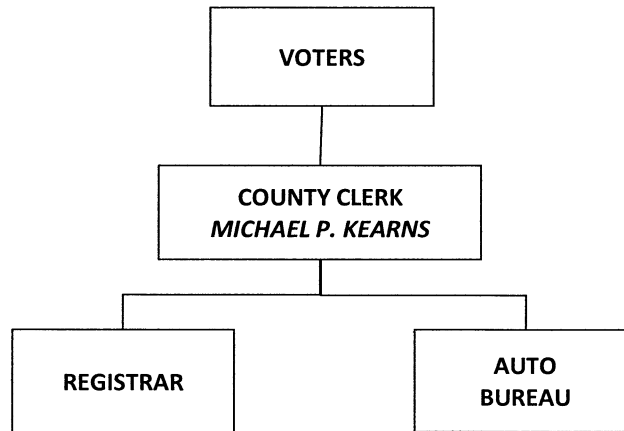 VOTERS
COUNTY CLERK
MICHAEL P. KEARNS
REGISTRAR
AUTO
BUREAU